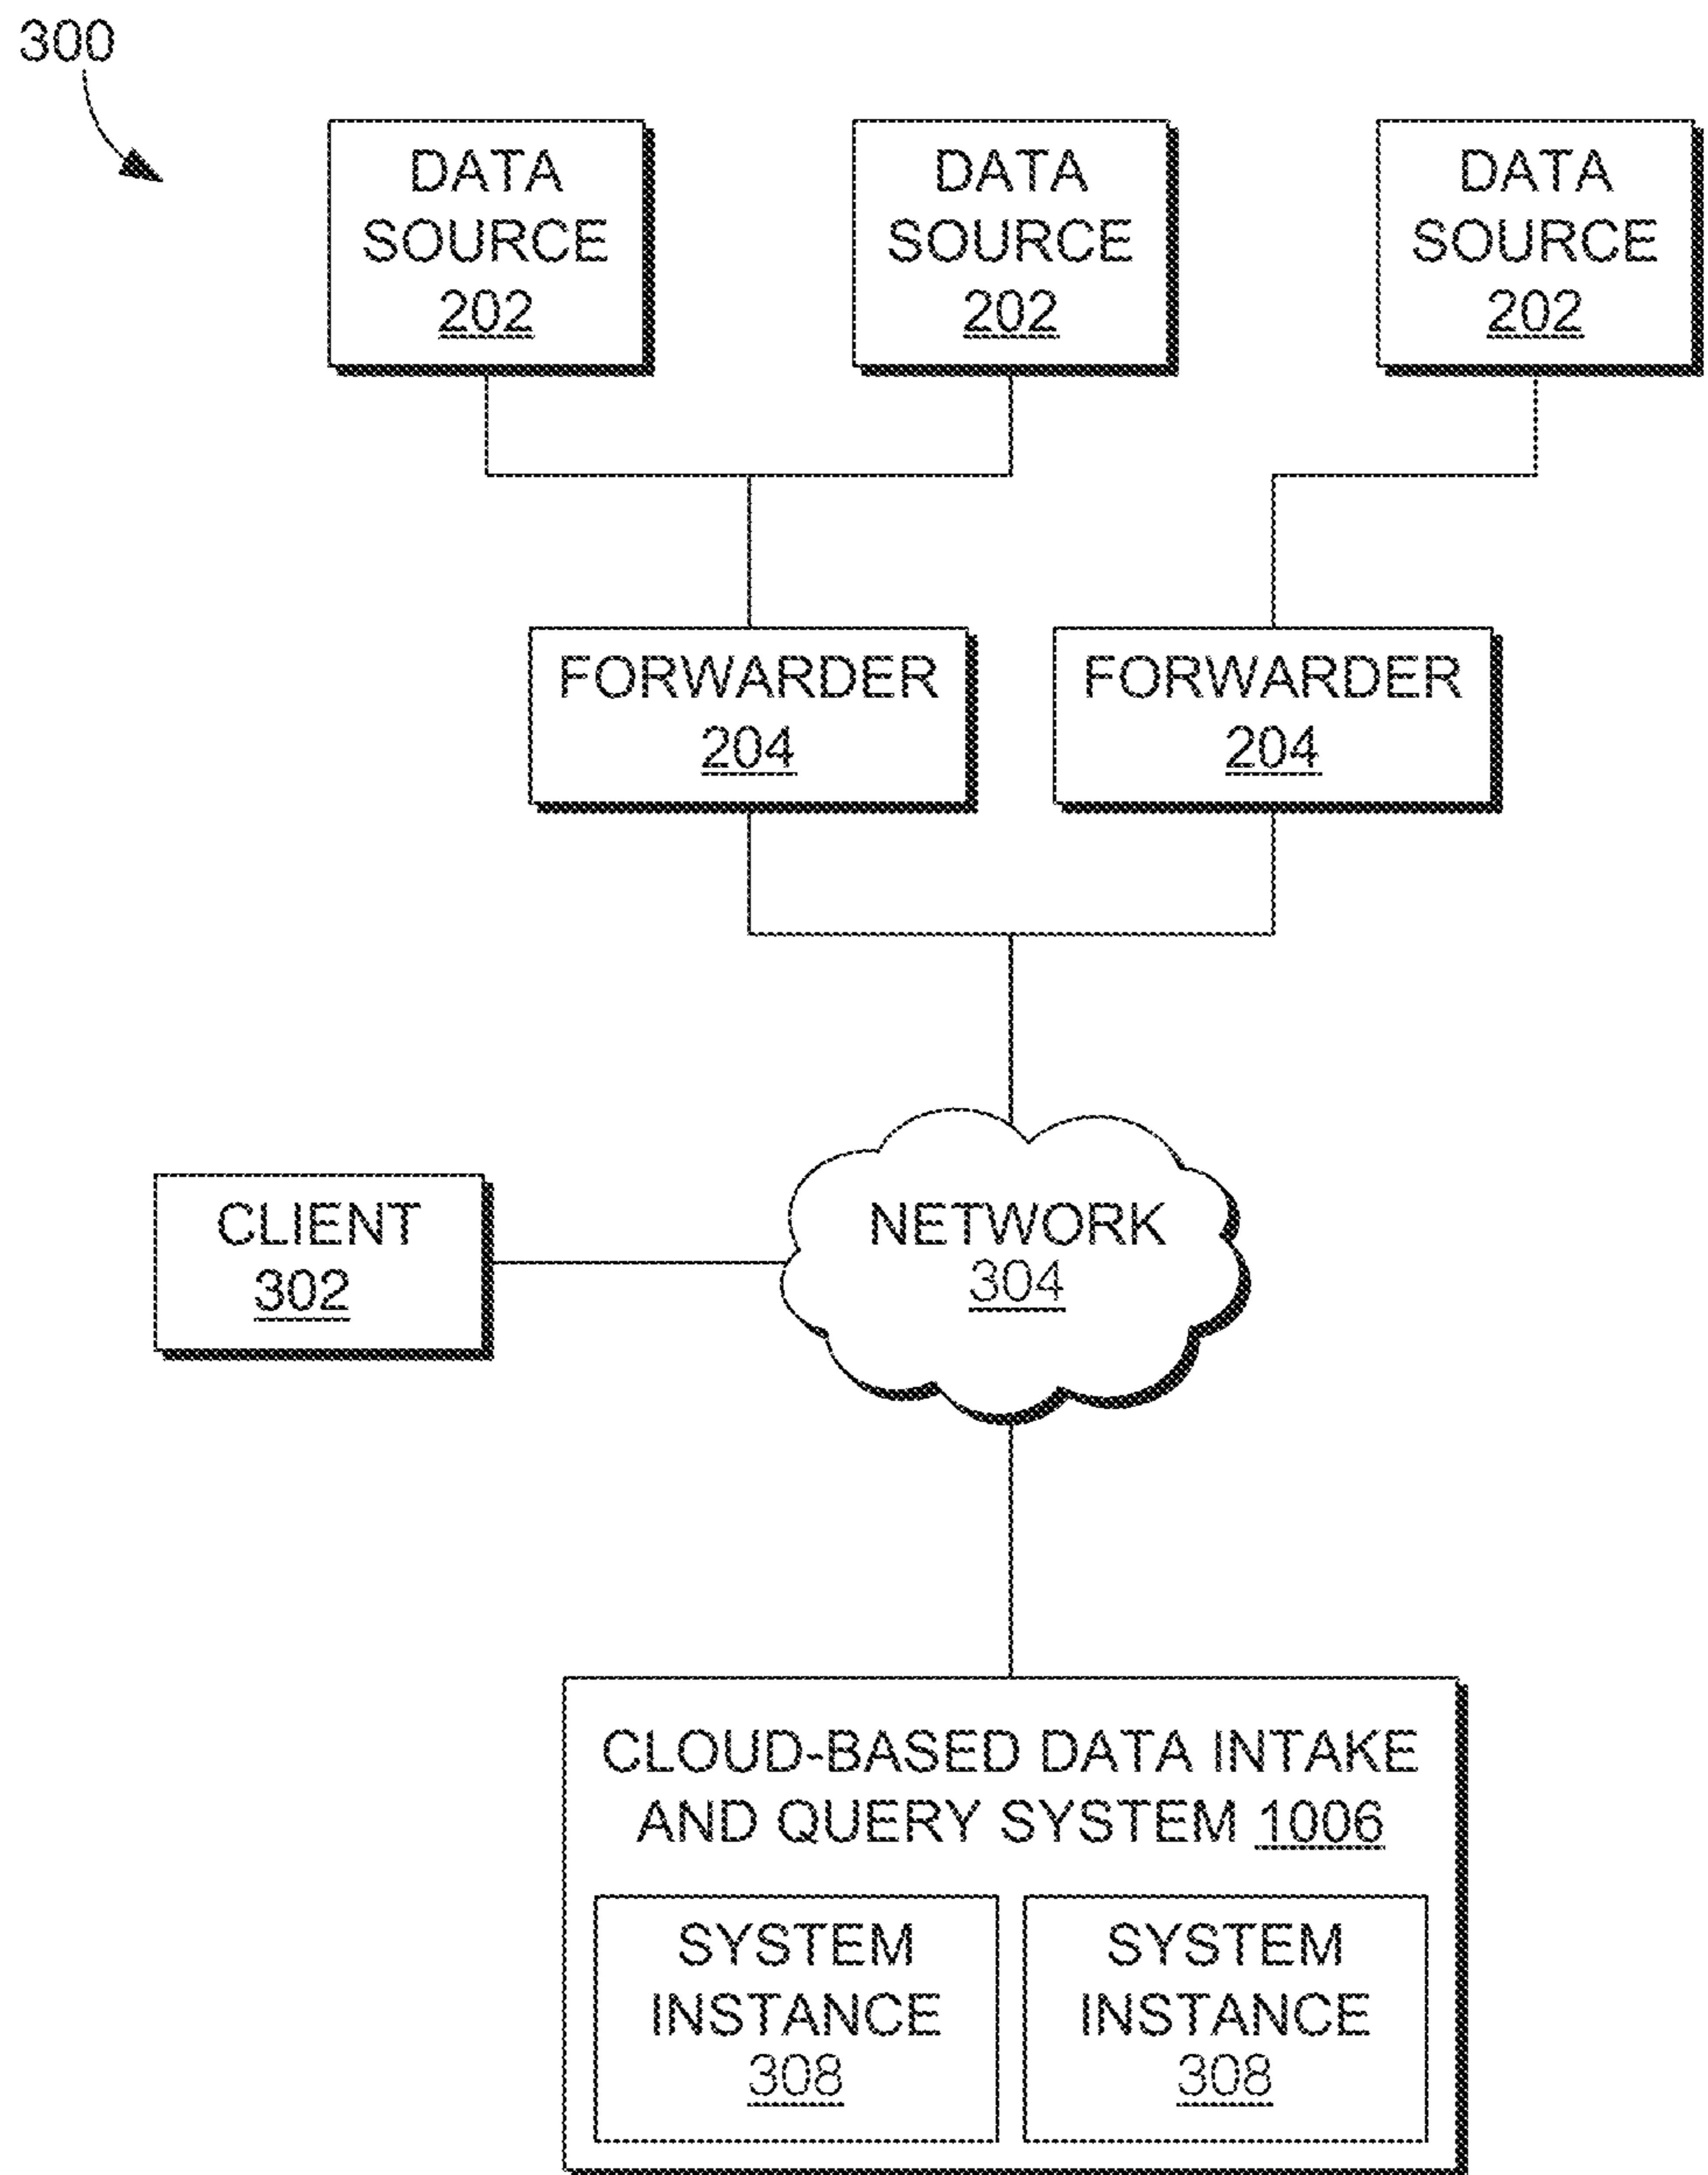 300
DATA
SOURCE
202
DATA
SOURCE
202
DATA
SOURCE
202
FORWARDER
204
FORWARDER
204
CLIENT
302
NETWORK
304
CLOUD-BASED DATA INTAKE
AND QUERY SYSTEM 1006
SYSTEM
INSTANCE
308
SYSTEM
INSTANCE
308